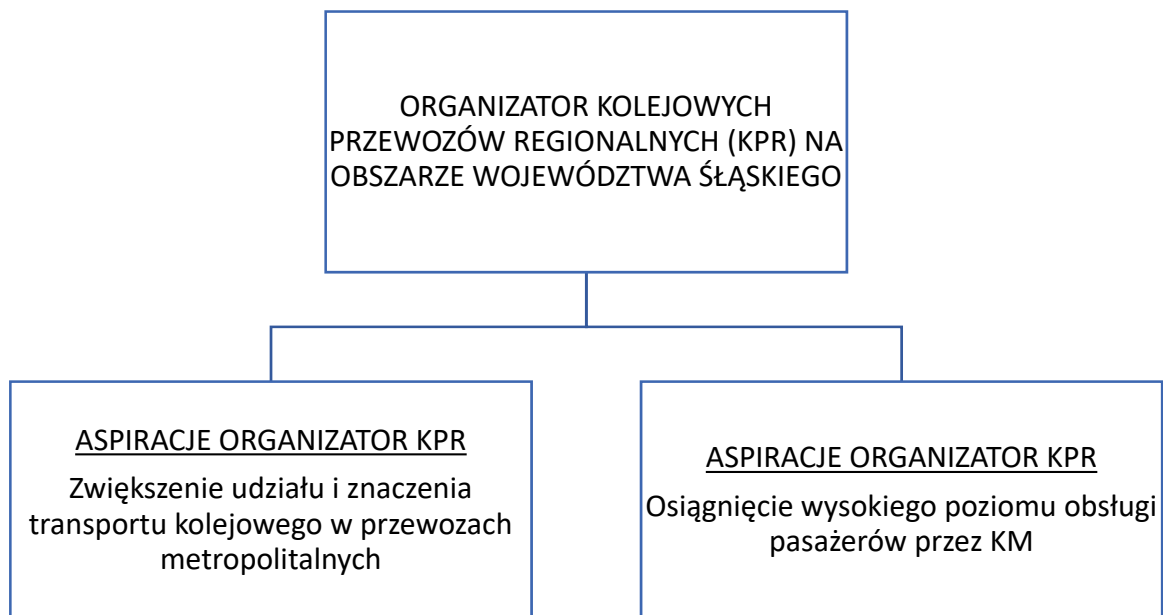 ORGANIZATOR KOLEJOWYCH
PRZEWOZÓW REGIONALNYCH (KPR) NA
OBSZARZE WOJEWÓDZTWA ŚŁĄSKIEGO
ASPIRACJE ORGANIZATOR KPR
Zwiększenie udziału i znaczenia
transportu kolejowego w przewozach
metropolitalnych
ASPIRACJE ORGANIZATOR KPR
Osiągnięcie wysokiego poziomu obsługi
pasażerów przez KM